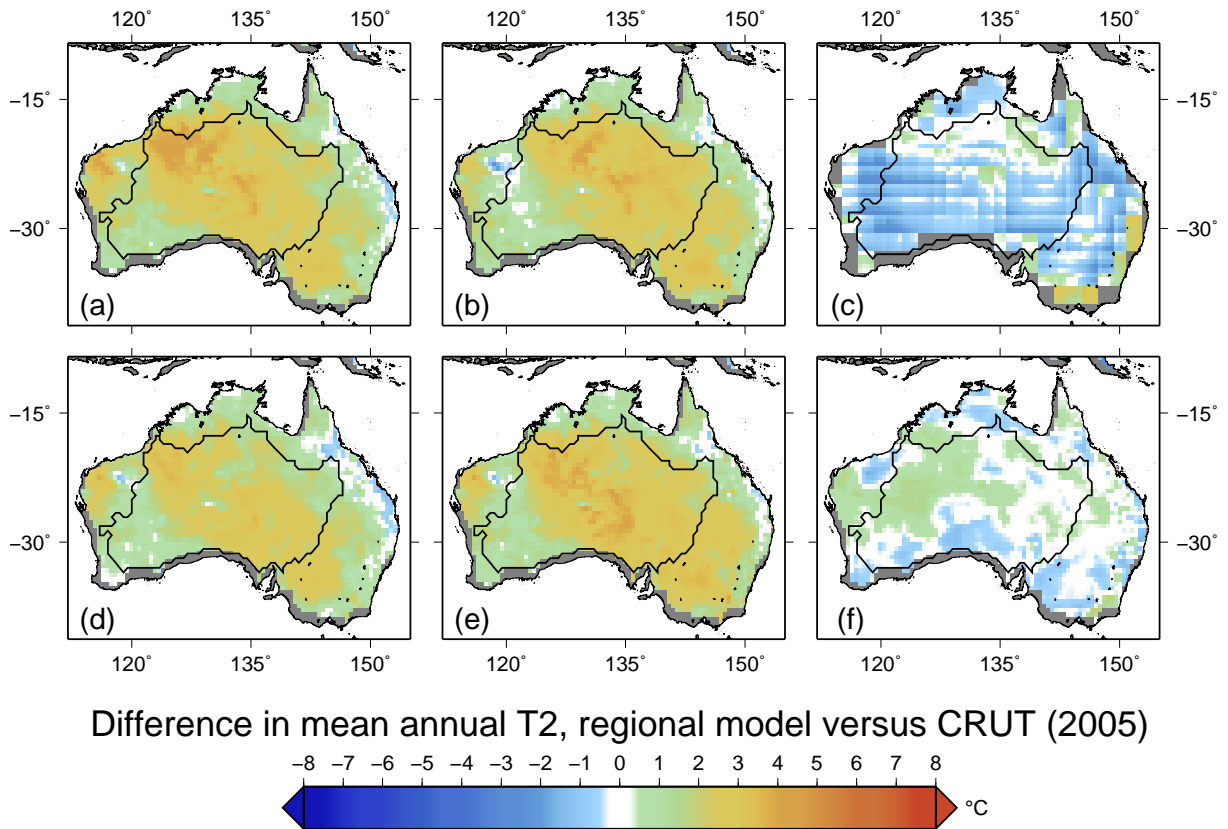 120˚ 135˚ 150˚ 120˚ 135˚ 150˚ 120˚ 135˚ 150˚
−15˚ −15˚
−30˚ −30˚
(a) (b) (c)
−15˚ −15˚
−30˚ −30˚
(d) (e) (f)
120˚ 135˚ 150˚ 120˚ 135˚ 150˚ 120˚ 135˚ 150˚
Difference in mean annual T2, regional model versus CRUT (2005)
−8 −7 −6 −5 −4 −3 −2 −1 0 1 2 3 4 5 6 7 8
°C